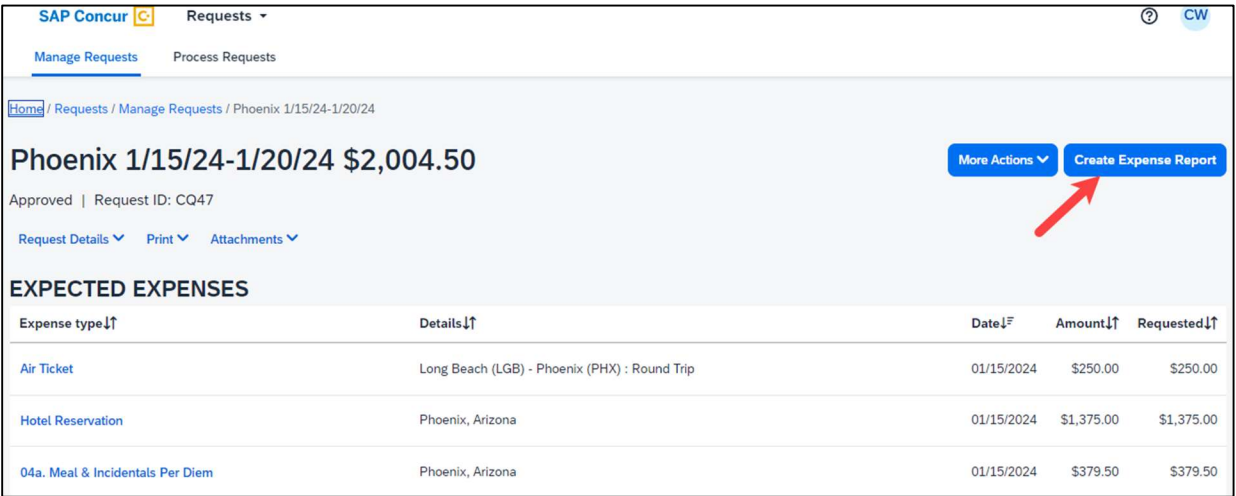 SAP Concur C Requests
CW
Manage Requests Process Requests
Home / Requests / Manage Requests / Phoenix 1/15/24-1/20/24
Phoenix 1/15/24-1/20/24 $2,004.50
More Actions Create Expense Report
Approved | Request ID: CQ47
Request Details Print Attachments
EXPECTED EXPENSES
Expense type Details Date Amount Requested
Air Ticket Long Beach (LGB) - Phoenix (PHX) : Round Trip 01/15/2024 $250.00 $250.00
Hotel Reservation Phoenix, Arizona 01/15/2024 $1,375.00 $1,375.00
04a. Meal & Incidentals Per Diem Phoenix, Arizona 01/15/2024 $379.50 $379.50